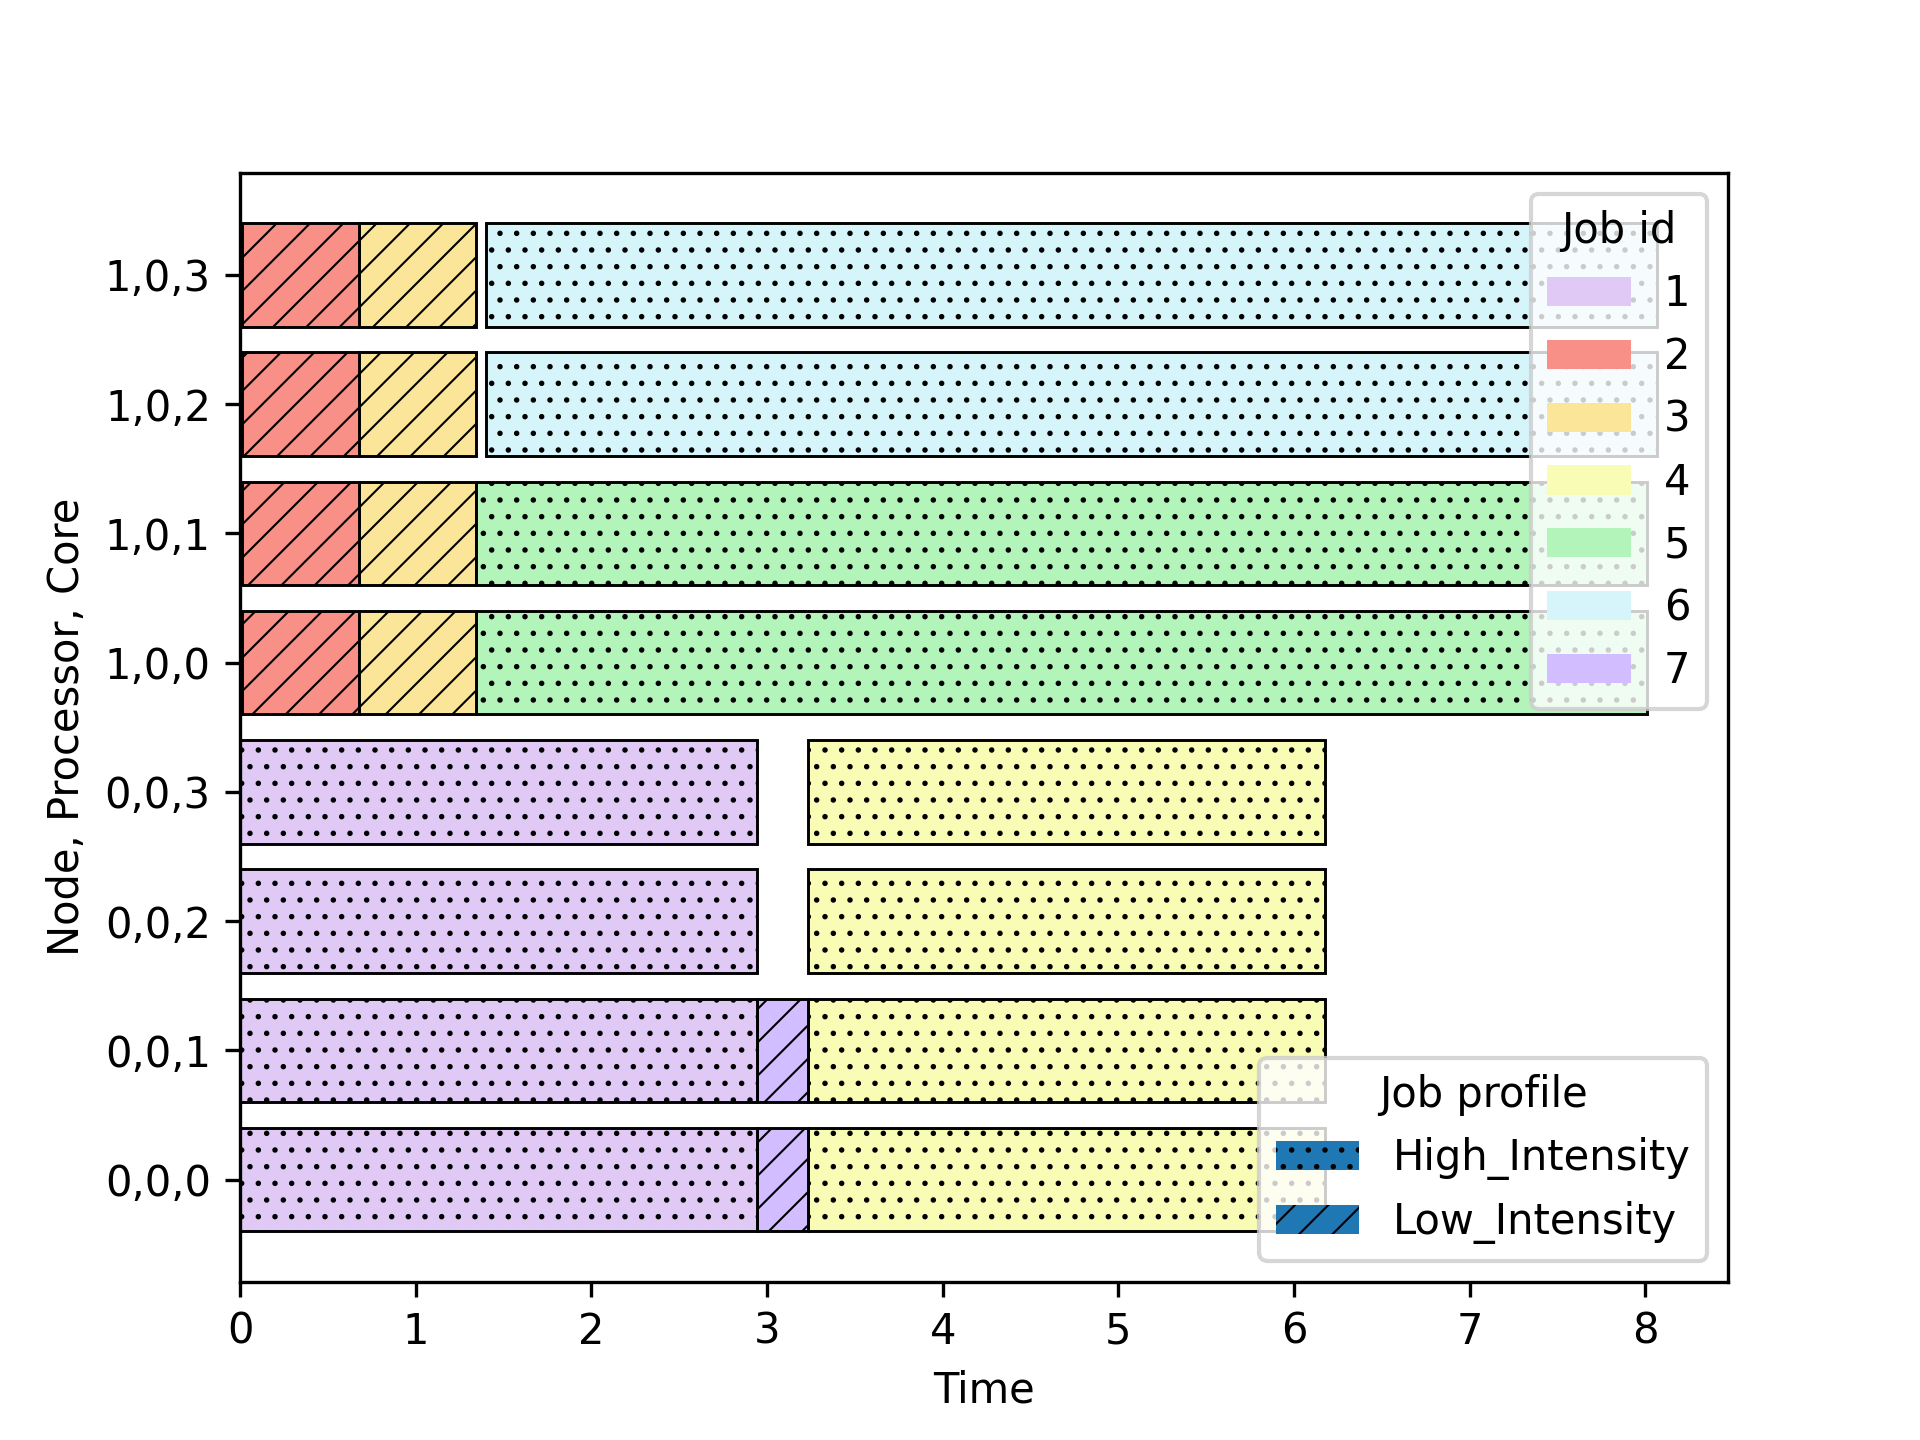 Job id
1
2
3
4
5
6
7
1,0,3
1,0,2
1,0,1
1,0,0
0,0,3
0,0,2
0,0,1
0,0,0
Node, Processor, Core
Job profile
High_Intensity
Low_Intensity
0 1 2 3 4 5 6 7 8
Time